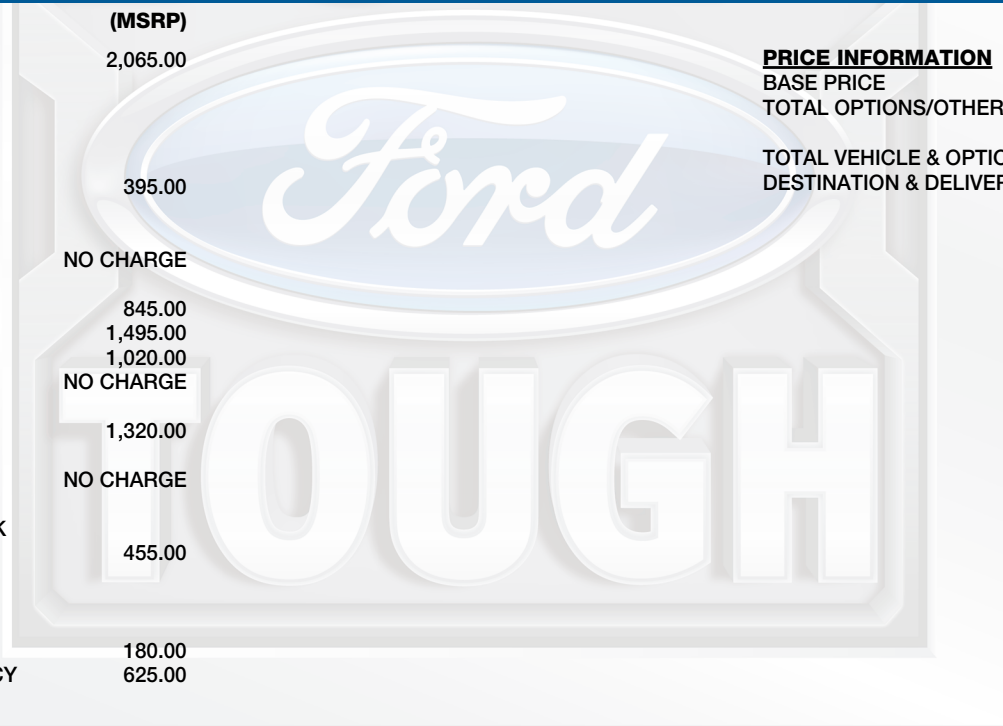 (MSRP)
2,065.00
395.00
NO CHARGE
845.00
1,495.00
1,020.00
NO CHARGE
1,320.00
NO CHARGE
K
455.00
180.00
CY 625.00
PRICE INFORMATION
BASE PRICE
TOTAL OPTIONS/OTHER
TOTAL VEHICLE & OPTIO
DESTINATION & DELIVER
Ford
TOUGH